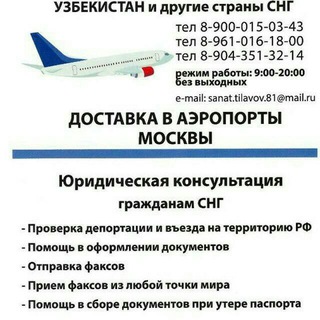 УЗБЕКИСТАН и другие страны СНГ
тел 8-900-015-03-43
тел 8-961-016-18-00
тел 8-904-351-32-14
режим работы: 9:00-20:00
без выходных
e-mail: sanat.tilavov.81@mail.ru
ДОСТАВКА В АЭРОПОРТЫ
МОСКВЫ
Юридическая консультация
гражданам СНГ
- Проверка депортации и въезда на территорию РФ
- Помощь в оформлении документов
- Отправка факсов
- Прием факсов из любой точки мира
- Помощь в сборе документов при утере паспорта